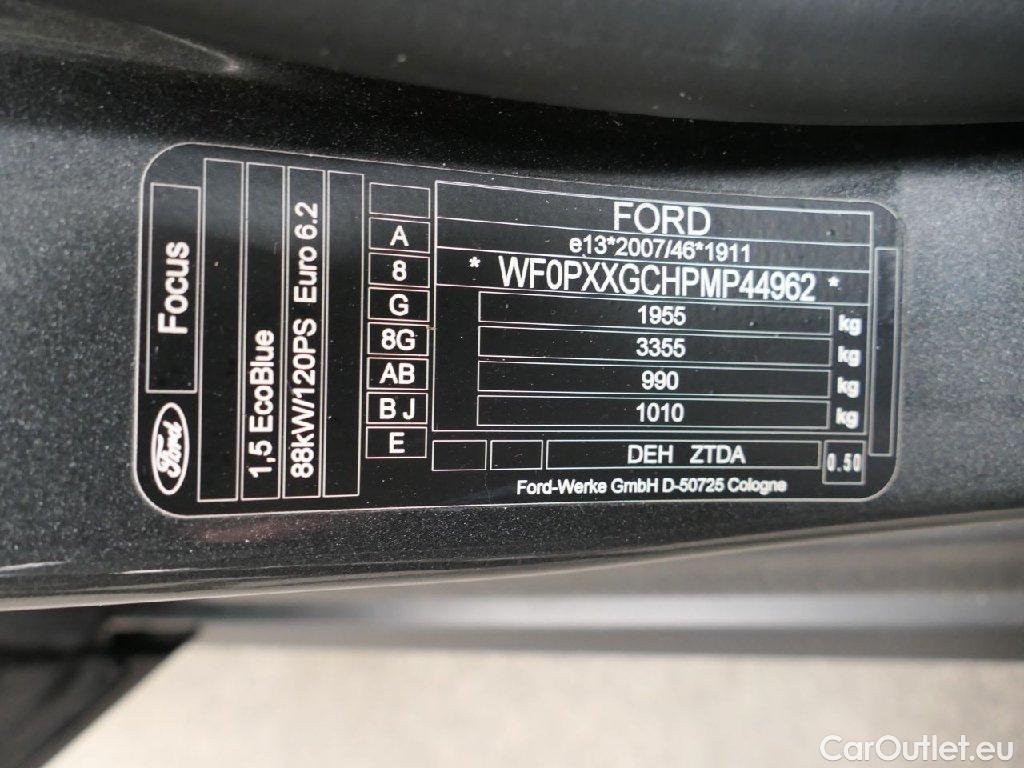 Focus
Ford
1,5 EcoBlue
88kW/120PS Euro 6.2
A
8
G
8G
AB
B J
E
FORD
e13*2007/46*1911
* WF0PXXGCHPMP44962 *
1955 kg
3355 kg
990 kg
1010 kg
DEH ZTDA
0.50
Ford-Werke GmbH D-50725 Cologne
CarOutlet.eu